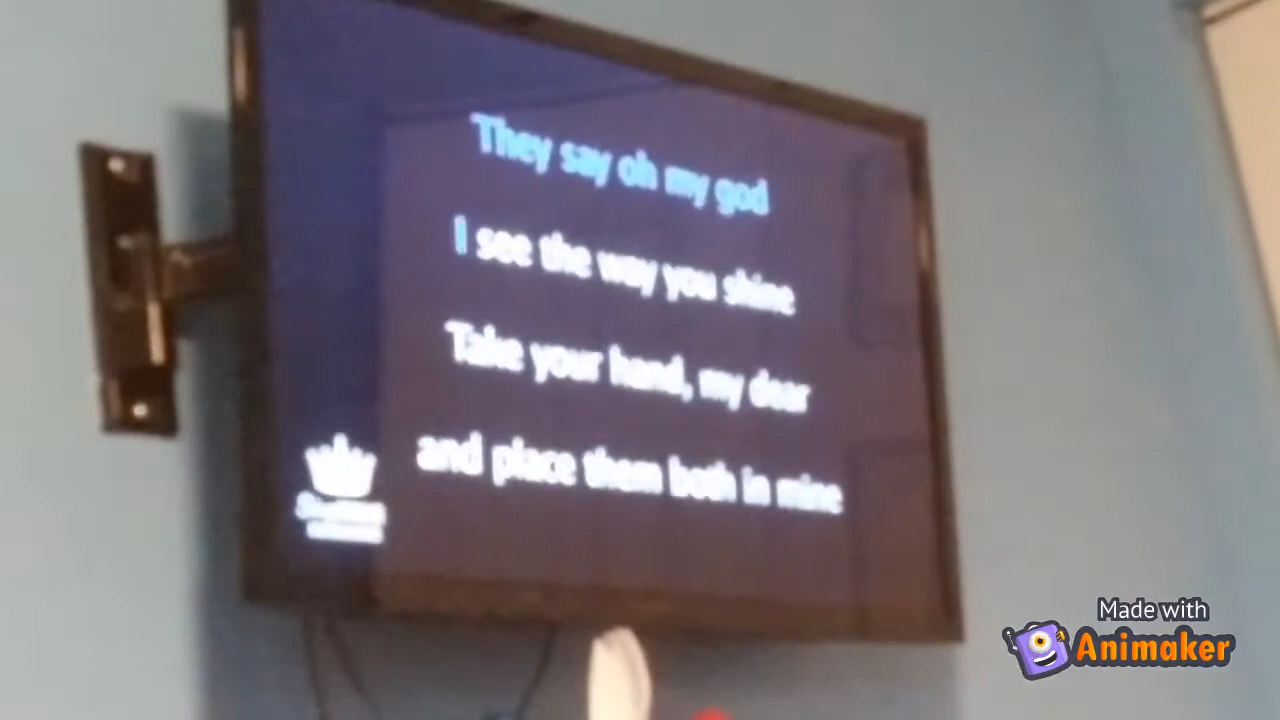 They say oh my god
I see the way you shine
Take your hand, my dear
and place them both in mine
Made with
Animaker